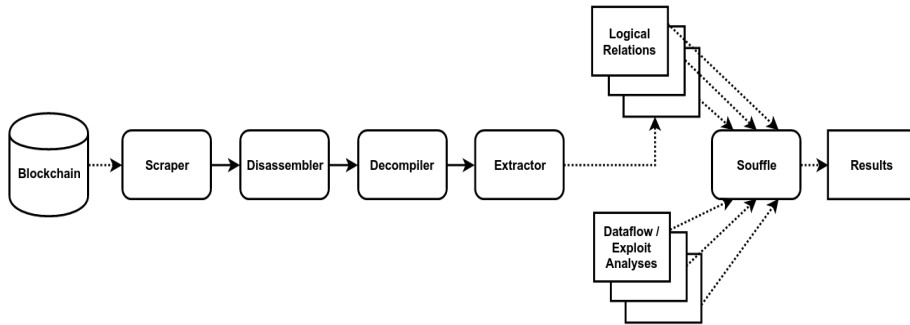 Logical
Relations
Blockchain
Scraper
Disassembler
Decompiler
Extractor
Souffle
Results
Dataflow /
Exploit
Analyses